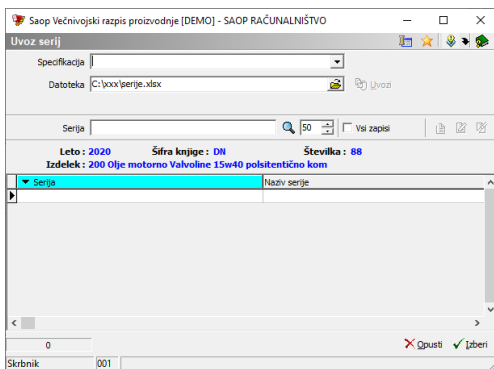 Saop Večnivojski razpis proizvodnje [DEMO] - SAOP RAČUNALNIŠTVO
Uvoz serij
Specifikacija
Datoteka C:\xxx\serije.xlsx Uvozi
Serija 50 Vsi zapisi
Leto : 2020 Šifra knjige : DN Številka : 88
Izdelek : 200 Olje motorno Valvoline 15w40 polsitentično kom
Serija Naziv serije
0 Opusti Izberi
Skrbnik 001